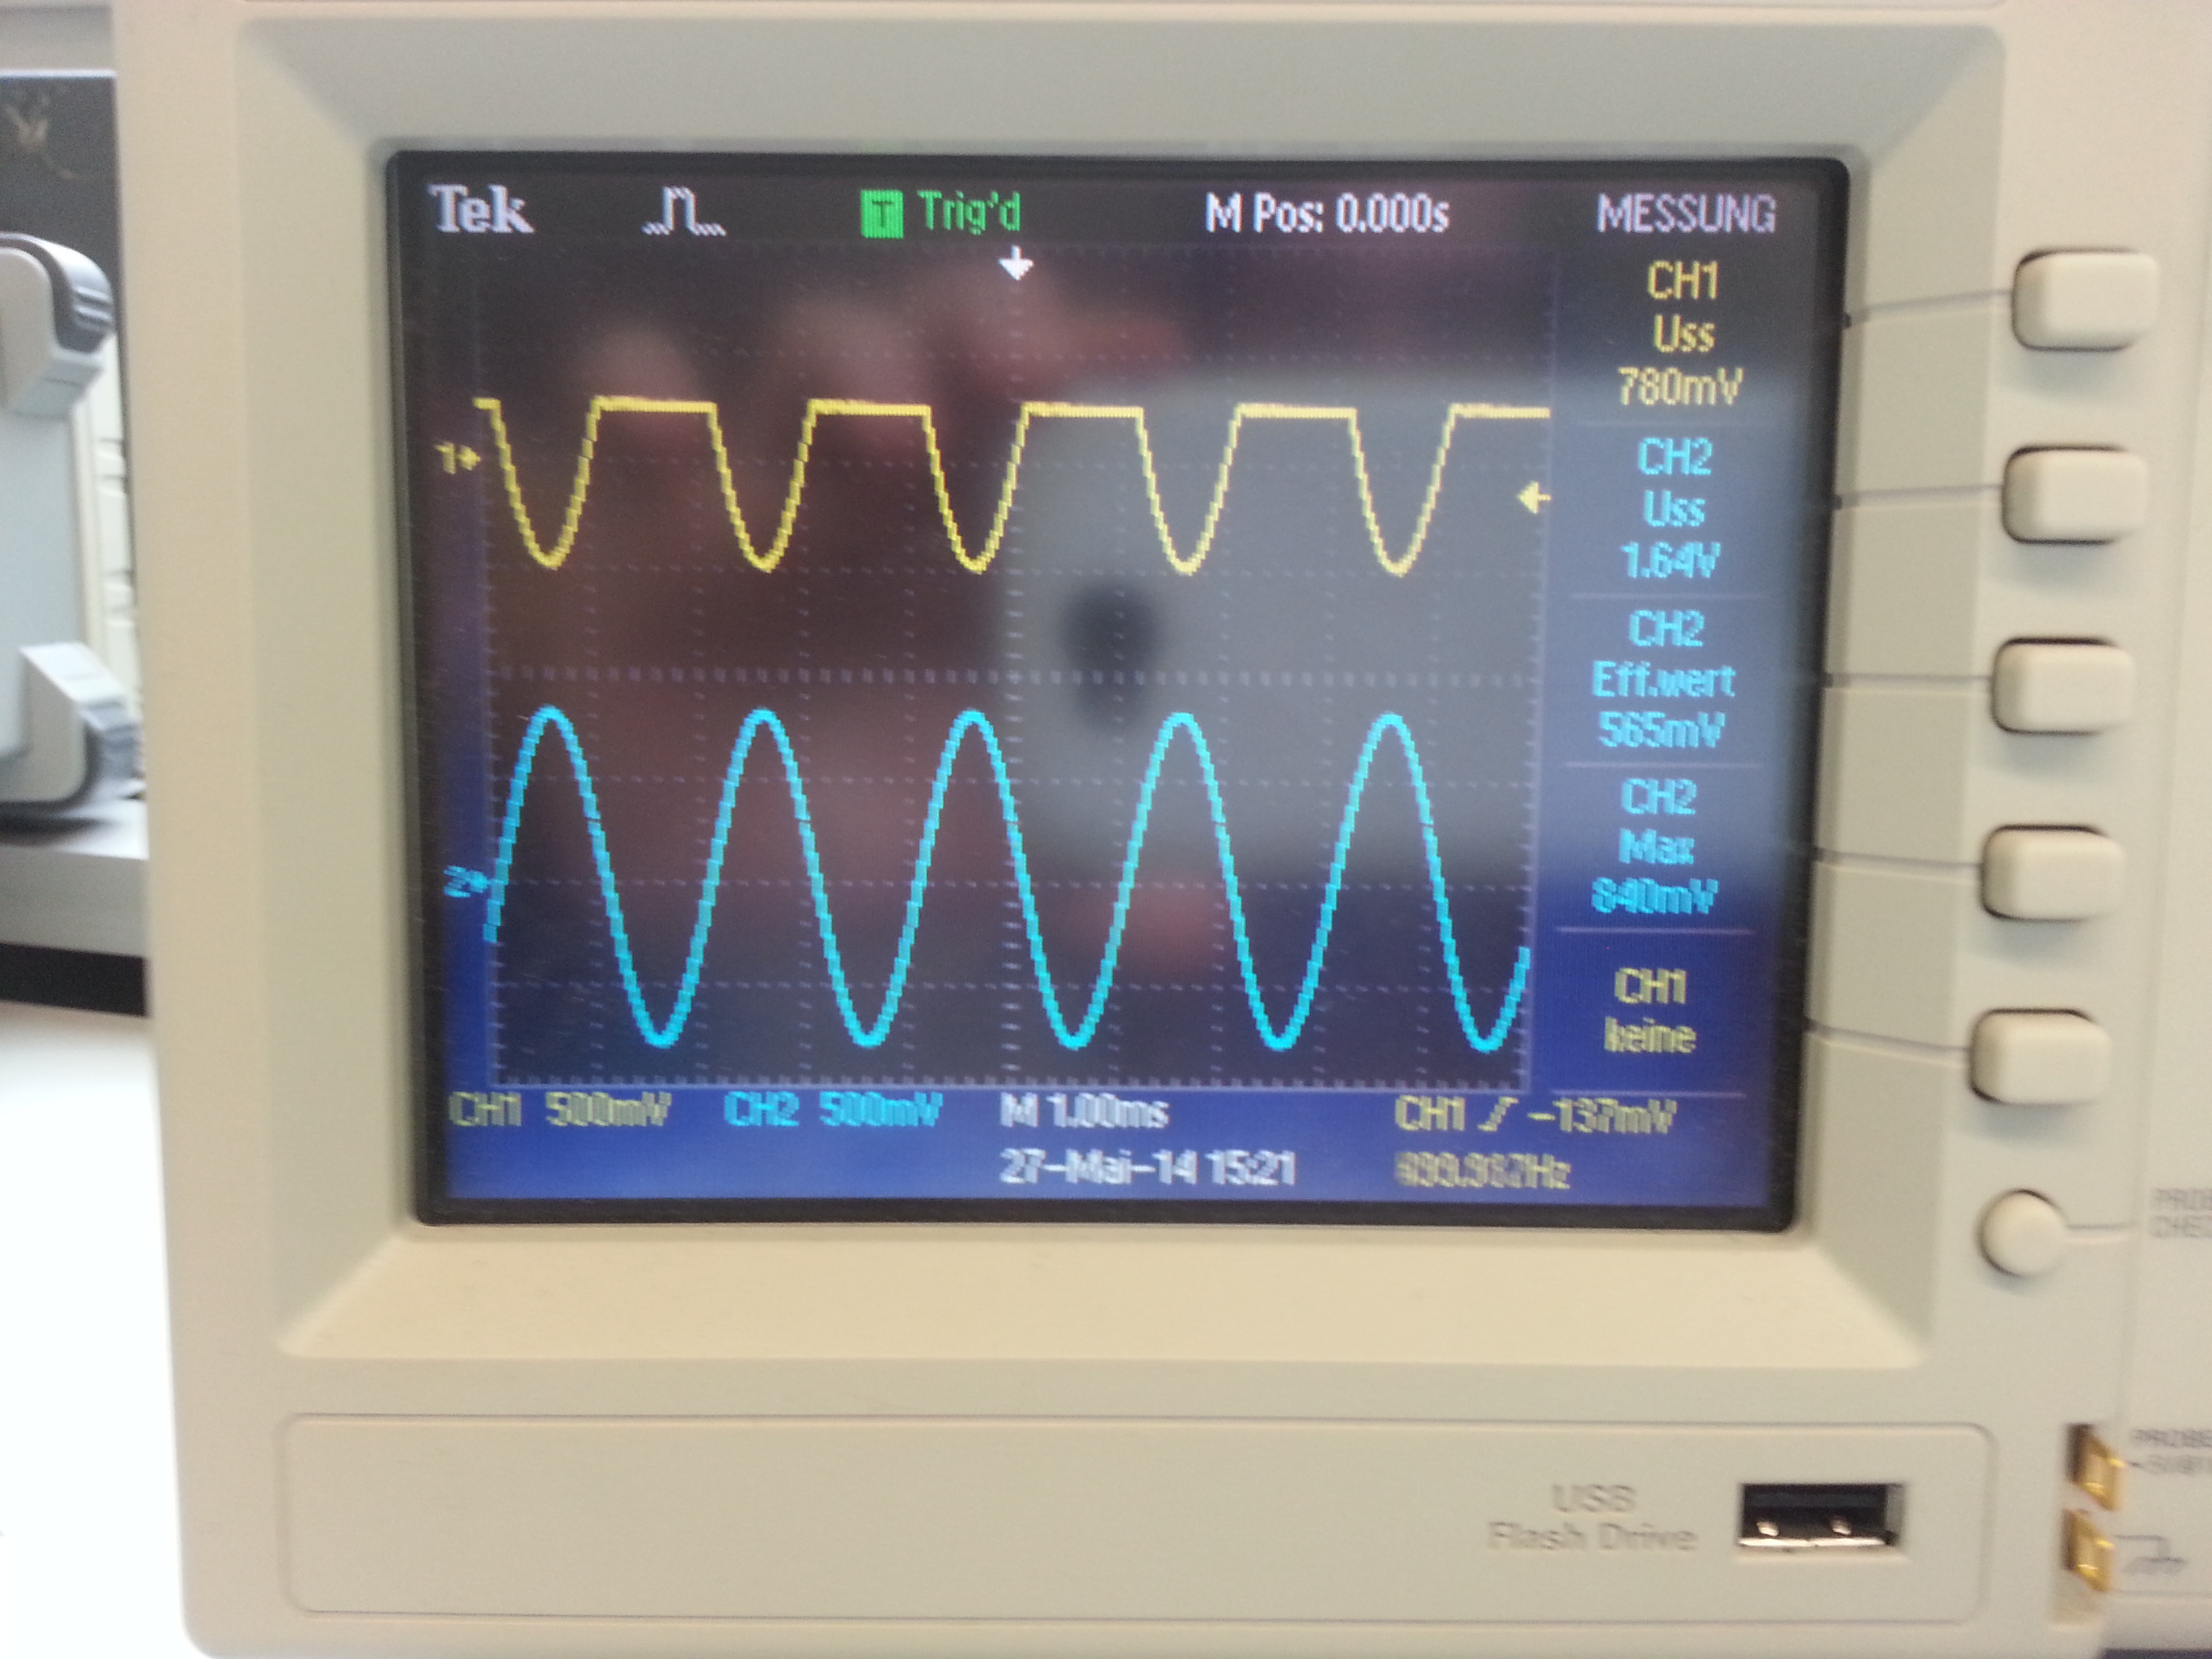 Tek T Trig'd M Pos: 0.000s MESSUNG
CH1
Uss
780mV
1
CH2
Uss
1.64V
CH2
Eff.wert
565mV
CH2
Max
840mV
2
CH1
keine
CH1 500mV CH2 500mV M 1.00ms CH1 -137mV
27-Mai-14 15:21
USB
Flash Drive